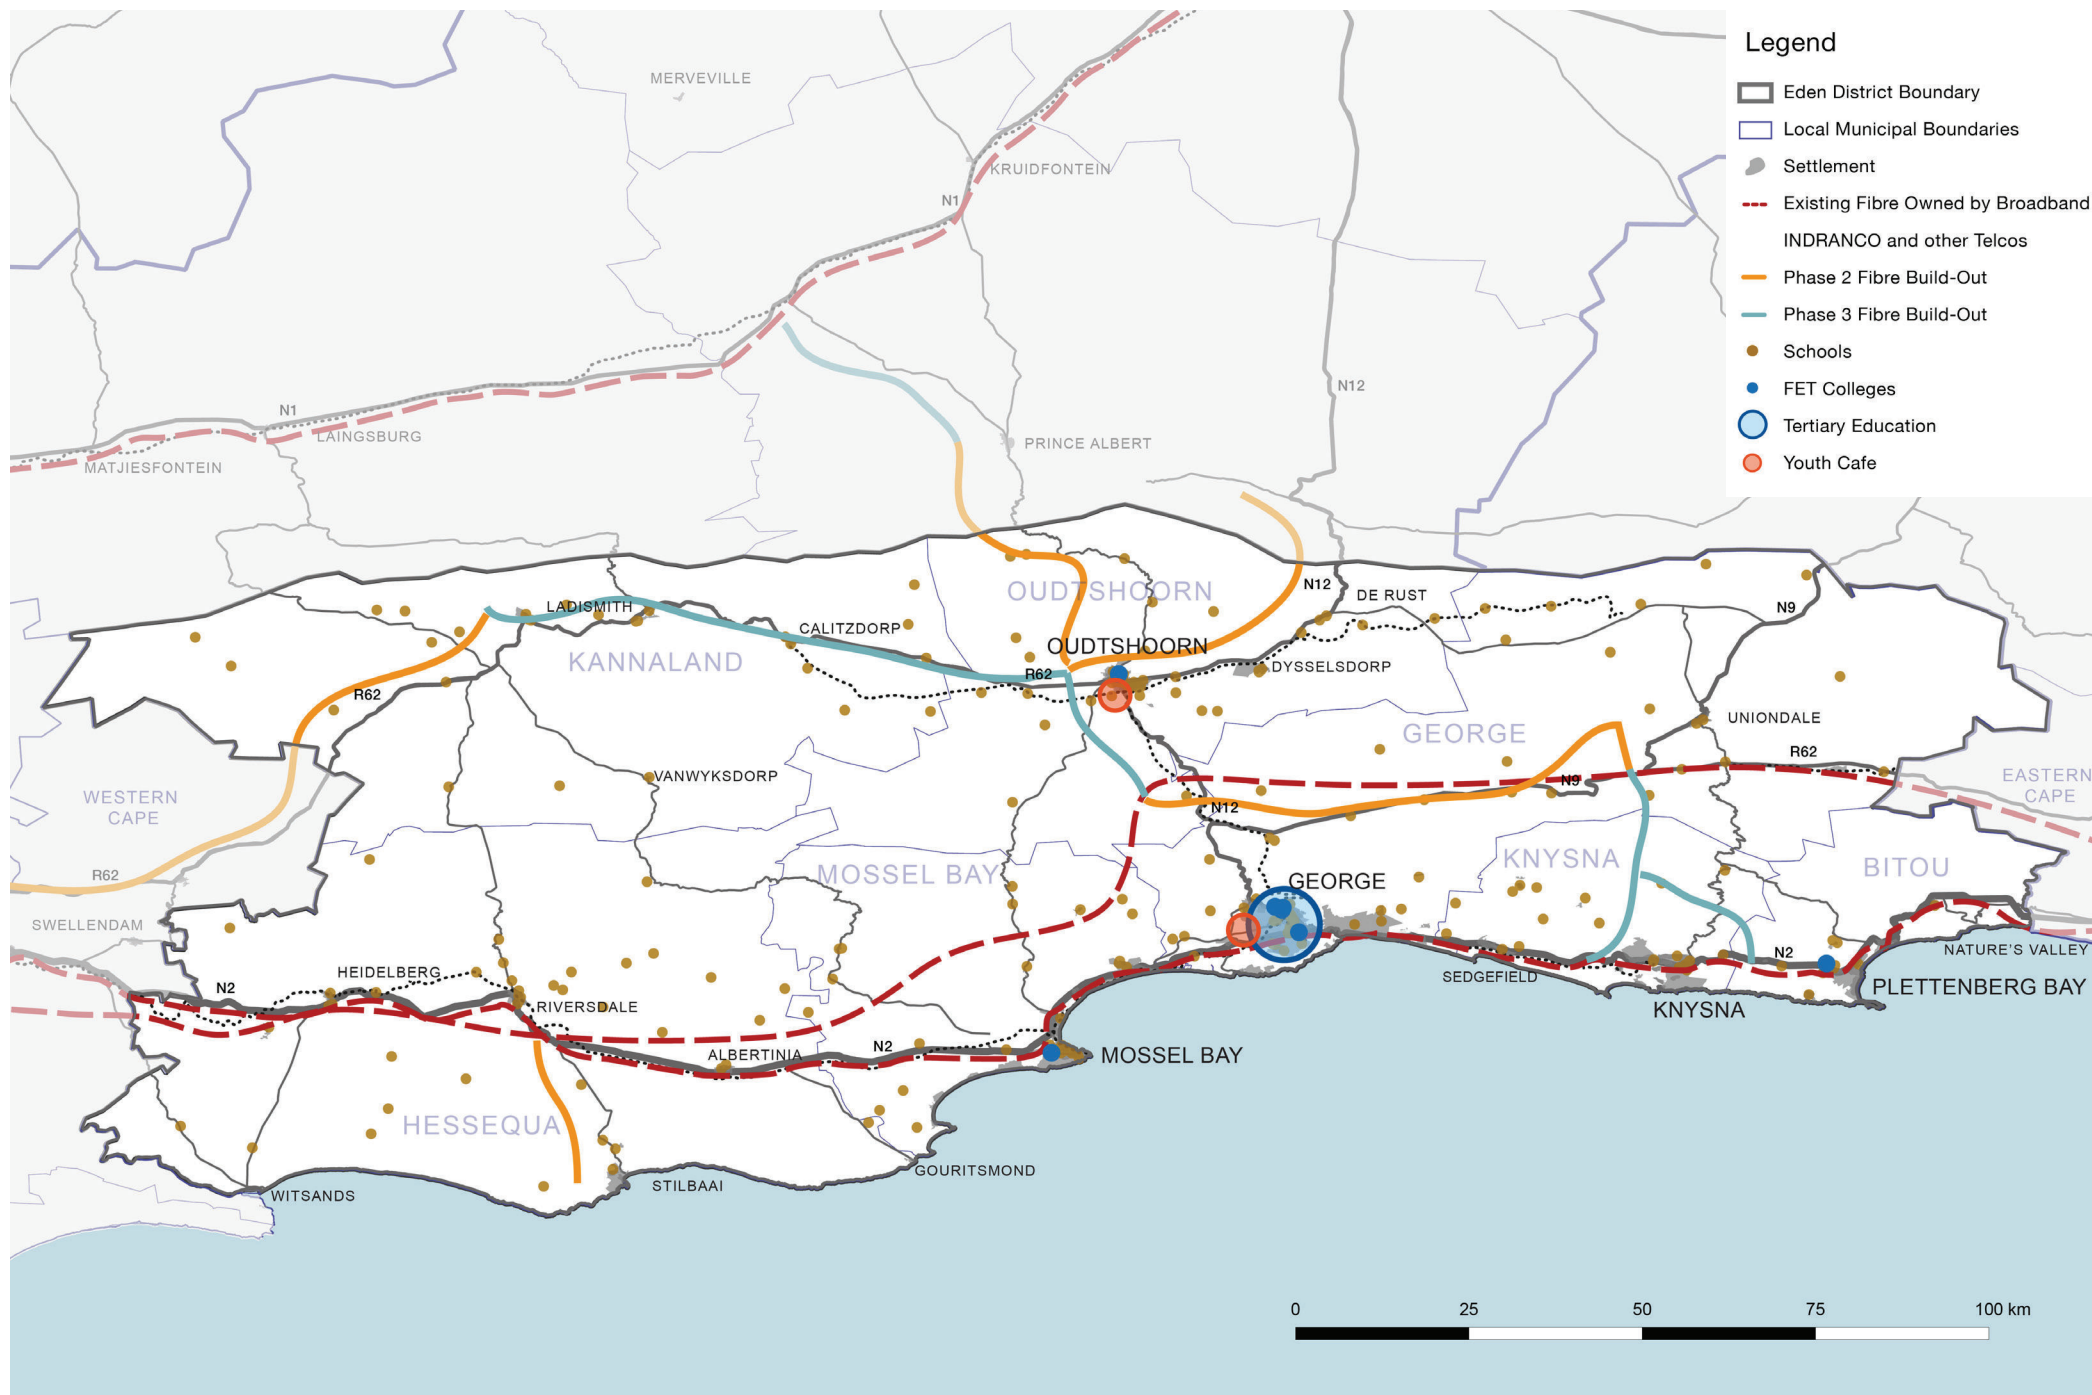 Legend
Eden District Boundary
Local Municipal Boundaries
Settlement
Existing Fibre Owned by Broadband
INDRANCO and other Telcos
Phase 2 Fibre Build-Out
Phase 3 Fibre Build-Out
Schools
FET Colleges
Tertiary Education
Youth Cafe
MERVEVILLE
KRUIDFONTEIN
N1
N12
N1
LAINGSBURG
MATJIESFONTEIN
PRINCE ALBERT
OUDTSHOORN
N12
DE RUST
N9
LADISMITH
CALITZDORP
OUDTSHOORN
KANNALAND
R62
DYSSELSDORP
R62
UNIONDALE
GEORGE
R62
VANWYKSDORP
N9
EASTERN
CAPE
WESTERN
CAPE
N12
R62
MOSSEL BAY
KNYSNA
BITOU
GEORGE
SWELLENDAM
N2
NATURE'S VALLEY
HEIDELBERG
SEDGEFIELD
N2
PLETTENBERG BAY
RIVERSDALE
KNYSNA
N2
ALBERTINIA
MOSSEL BAY
HESSEQUA
GOURITSMOND
STILBAAI
WITSANDS
0 25 50 75 100 km